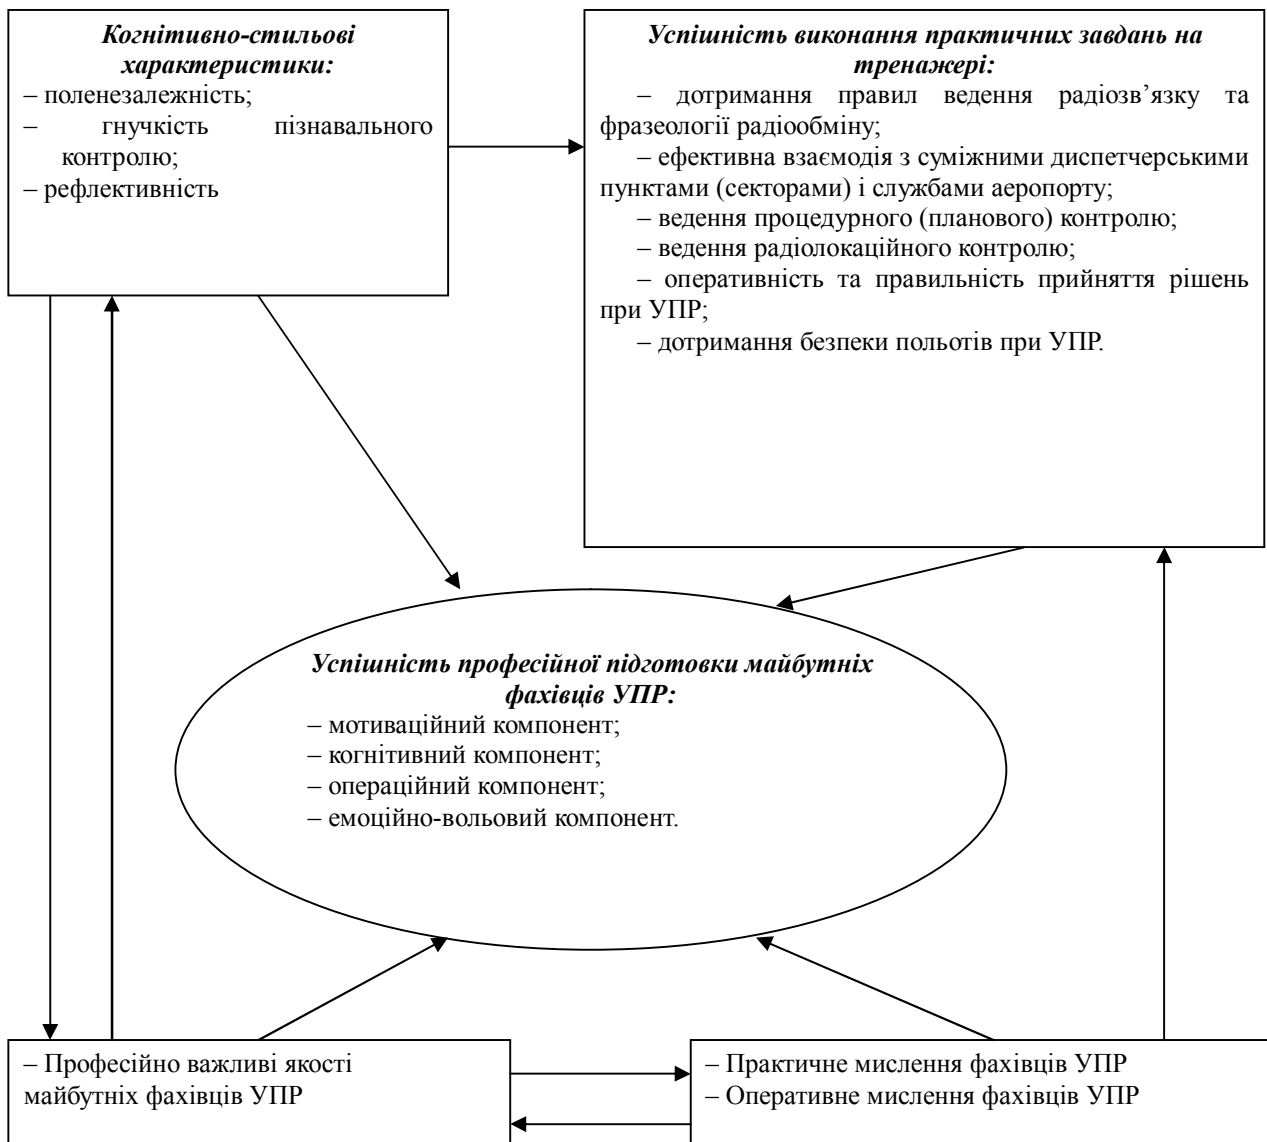 Когнітивно-стильові
характеристики:
– поленезалежність;
– гнучкість пізнавального
контролю;
– рефлективність
Успішність виконання практичних завдань на
тренажері:
– дотримання правил ведення радіозв’язку та
фразеології радіообміну;
– ефективна взаємодія з суміжними диспетчерськими
пунктами (секторами) і службами аеропорту;
– ведення процедурного (планового) контролю;
– ведення радіолокаційного контролю;
– оперативність та правильність прийняття рішень
при УПР;
– дотримання безпеки польотів при УПР.
Успішність професійної підготовки майбутніх
фахівців УПР:
– мотиваційний компонент;
– когнітивний компонент;
– операційний компонент;
– емоційно-вольовий компонент.
– Професійно важливі якості
майбутніх фахівців УПР
– Практичне мислення фахівців УПР
– Оперативне мислення фахівців УПР